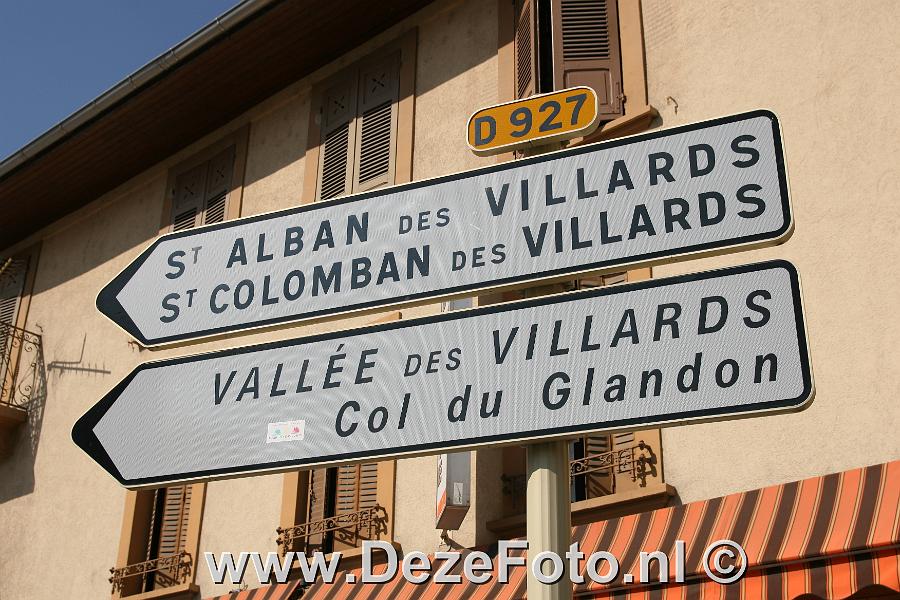 D 927
ST ALBAN DES VILLARDS
ST COLOMBAN DES VILLARDS
VALLÉE DES VILLARDS
Col du Glandon
www.DezeFoto.nl ©